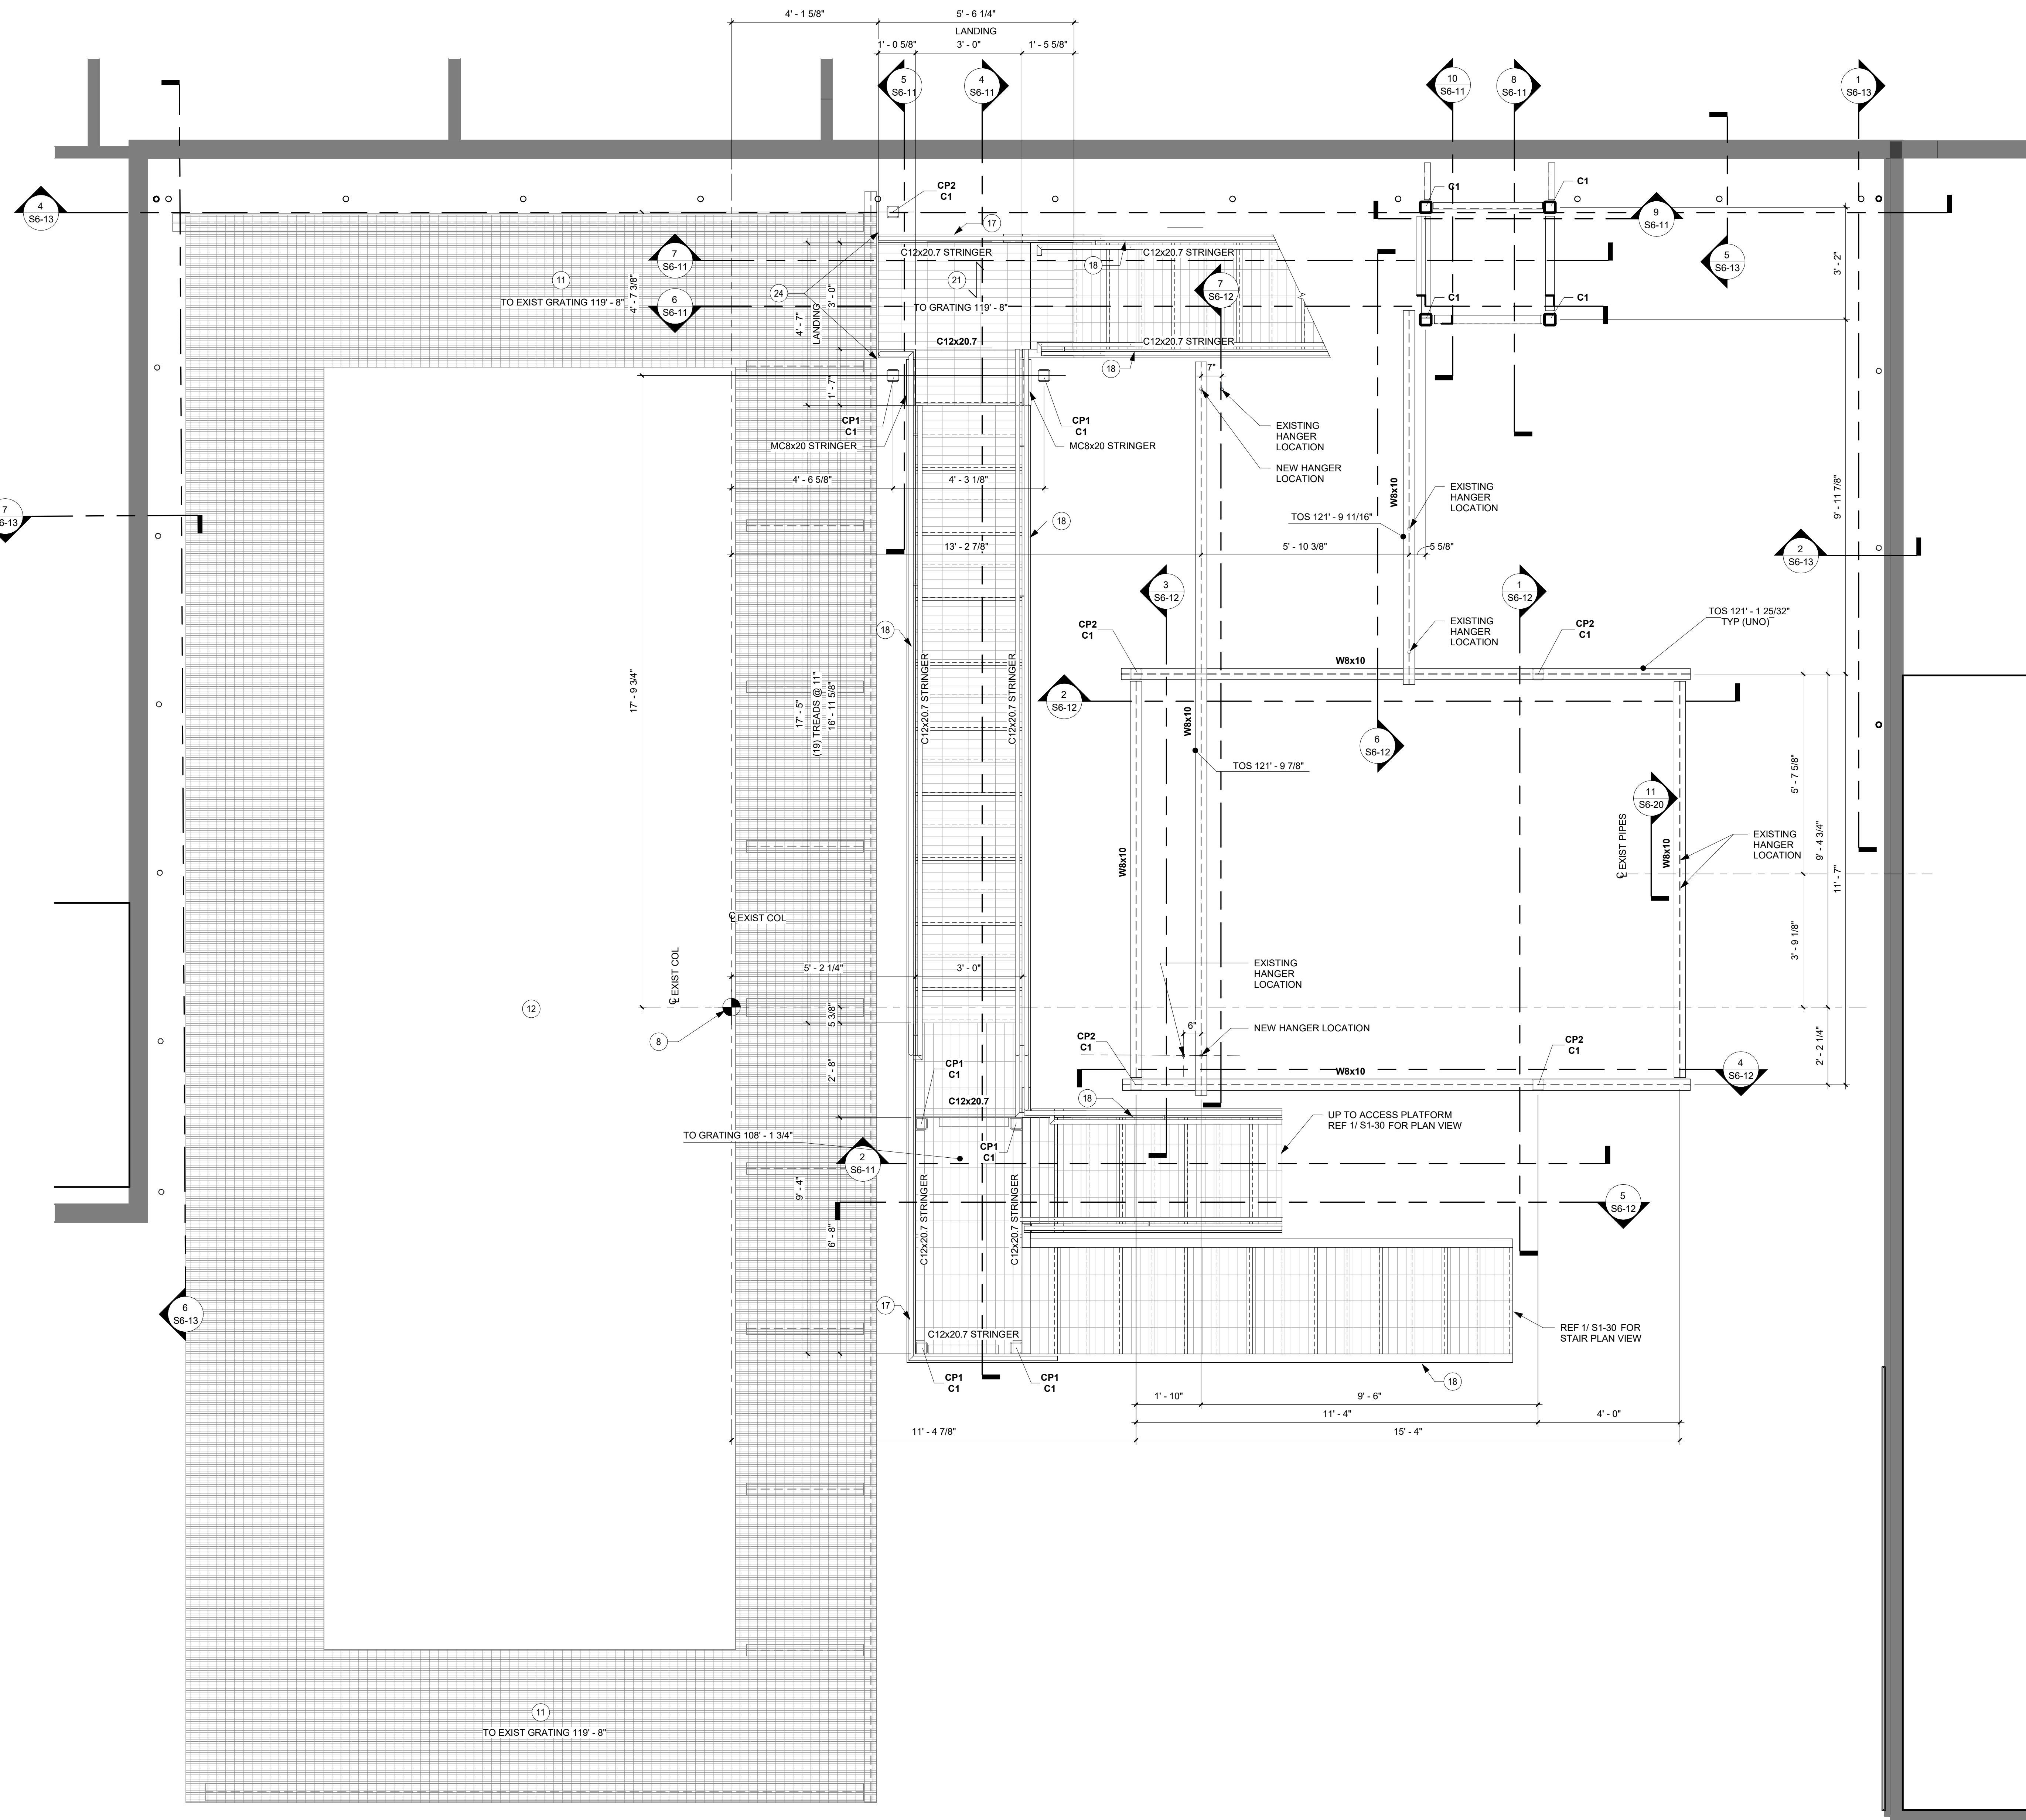 4' - 1 5/8"
5' - 6 1/4"
LANDING
1' - 0 5/8"
3' - 0"
1' - 5 5/8"
5
S6-11
4
S6-11
10
S6-11
8
S6-11
1
S6-13
4
S6-13
CP2
C1
17
C1
C1
9
S6-11
7
S6-11
C12x20.7 STRINGER
C12x20.7 STRINGER
18
5
S6-13
3' - 2"
11
TO EXIST GRATING 119' - 8"
4' - 7 3/8"
24
21
TO GRATING 119' - 8"
7
S6-12
6
S6-11
C1
C1
4' - 7"
LANDING
3' - 0"
C12x20.7
C12x20.7 STRINGER
18
7"
1' - 7"
CP1
C1
CP1
C1
MC8x20 STRINGER
MC8x20 STRINGER
EXISTING
HANGER
LOCATION
NEW HANGER
LOCATION
4' - 6 5/8"
4' - 3 1/8"
W8x10
EXISTING
HANGER
LOCATION
9' - 11 7/8"
7
6-13
18
TOS 121' - 9 11/16"
13' - 2 7/8"
5' - 10 3/8"
5 5/8"
2
S6-13
3
S6-12
1
S6-12
18
CP2
C1
EXISTING
HANGER
LOCATION
CP2
C1
TOS 121' - 1 25/32"
TYP (UNO)
W8x10
17' - 9 3/4"
17' - 5"
(19) TREADS @ 11"
16' - 11 5/8"
C12x20.7 STRINGER
C12x20.7 STRINGER
2
S6-12
W8x10
6
S6-12
TOS 121' - 9 7/8"
5' - 7 5/8"
11
S6-20
℄ EXIST PIPES
W8x10
EXISTING
HANGER
LOCATION
9' - 4 3/4"
11' - 7"
W8x10
℄ EXIST COL
℄ EXIST COL
5' - 2 1/4"
3' - 0"
EXISTING
HANGER
LOCATION
3' - 9 1/8"
12
8
5 3/8"
6"
NEW HANGER LOCATION
CP2
C1
CP2
C1
2' - 2 1/4"
2' - 8"
CP1
C1
W8x10
4
S6-12
C12x20.7
18
UP TO ACCESS PLATFORM
REF 1/ S1-30 FOR PLAN VIEW
TO GRATING 108' - 1 3/4"
CP1
C1
2
S6-11
9' - 4"
C12x20.7 STRINGER
C12x20.7 STRINGER
5
S6-12
6' - 8"
6
S6-13
17
C12x20.7 STRINGER
REF 1/ S1-30 FOR
STAIR PLAN VIEW
CP1
C1
CP1
C1
18
1' - 10"
9' - 6"
11' - 4"
4' - 0"
11' - 4 7/8"
15' - 4"
11
TO EXIST GRATING 119' - 8"